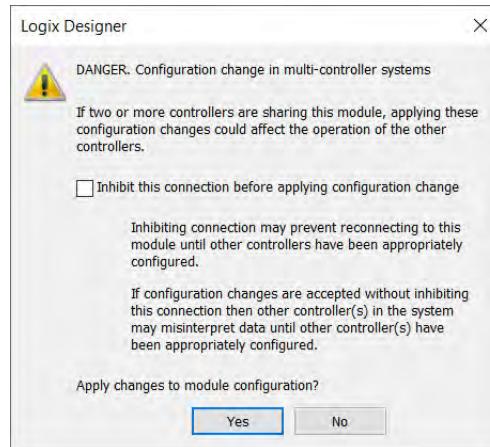 Logix Designer
DANGER. Configuration change in multi-controller systems
If two or more controllers are sharing this module, applying these
configuration changes could affect the operation of the other
controllers.
Inhibit this connection before applying configuration change
Inhibiting connection may prevent reconnecting to this
module until other controllers have been appropriately
configured.
If configuration changes are accepted without inhibiting
this connection then other controller(s) in the system
may misinterpret data until other controller(s) have
been appropriately configured.
Apply changes to module configuration?
Yes
No